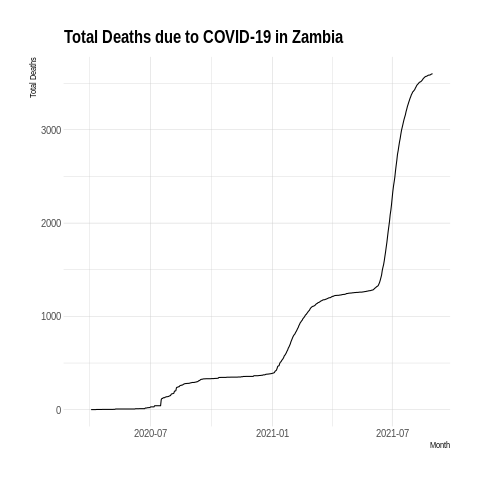 Total Deaths due to COVID-19 in Zambia
Total Deaths
3000
2000
1000
0
2020-07 2021-01 2021-07
Month